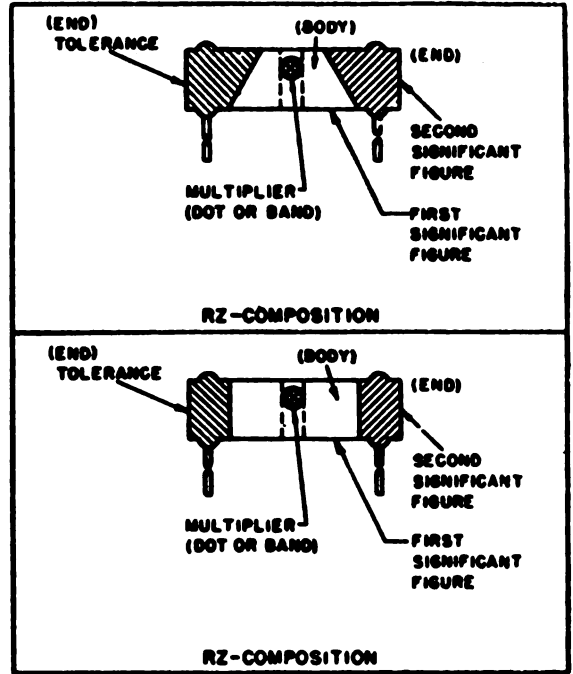 (END)
TOLERANCE
(BODY)
(END)
SECOND
SIGNIFICANT
FIGURE
MULTIPLIER
(DOT OR BAND)
FIRST
SIGNIFICANT
FIGURE
RZ-COMPOSITION
(END)
TOLERANCE
(BODY)
(END)
SECOND
SIGNIFICANT
FIGURE
MULTIPLIER
(DOT OR BAND)
FIRST
SIGNIFICANT
FIGURE
RZ-COMPOSITION